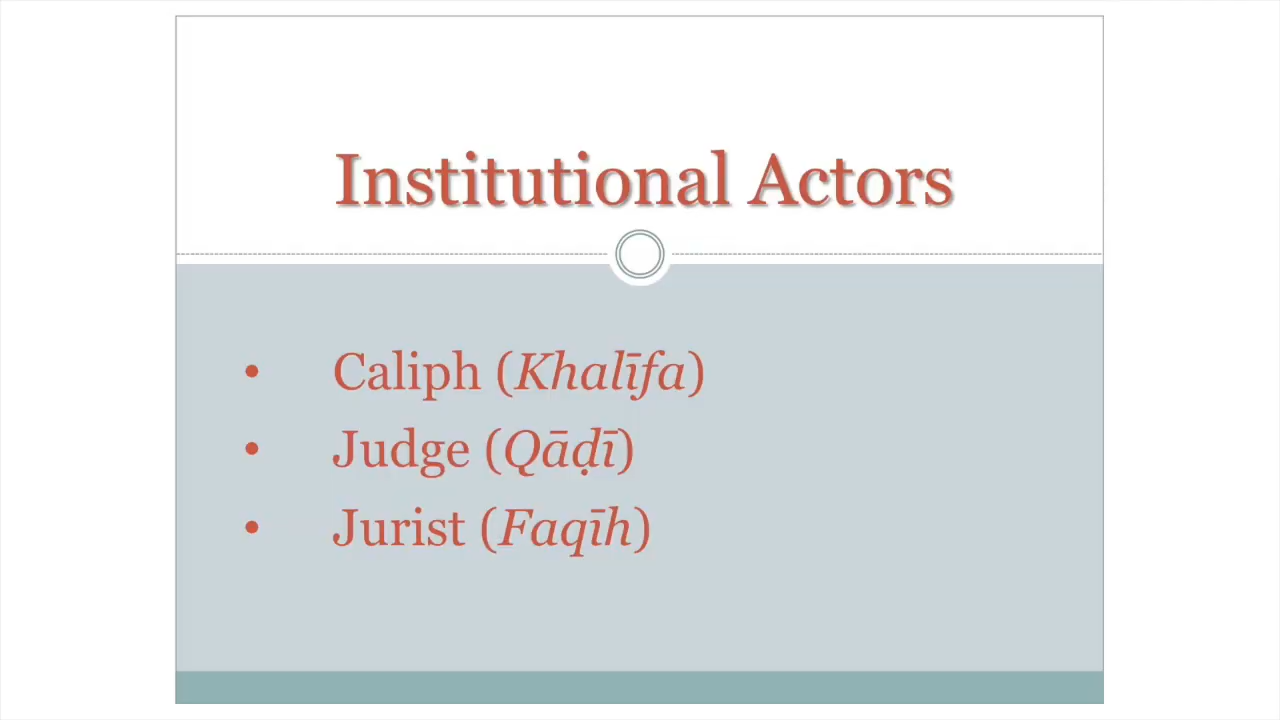 Institutional Actors
• Caliph (Khalīfa)
• Judge (Qāḍī)
• Jurist (Faqīh)